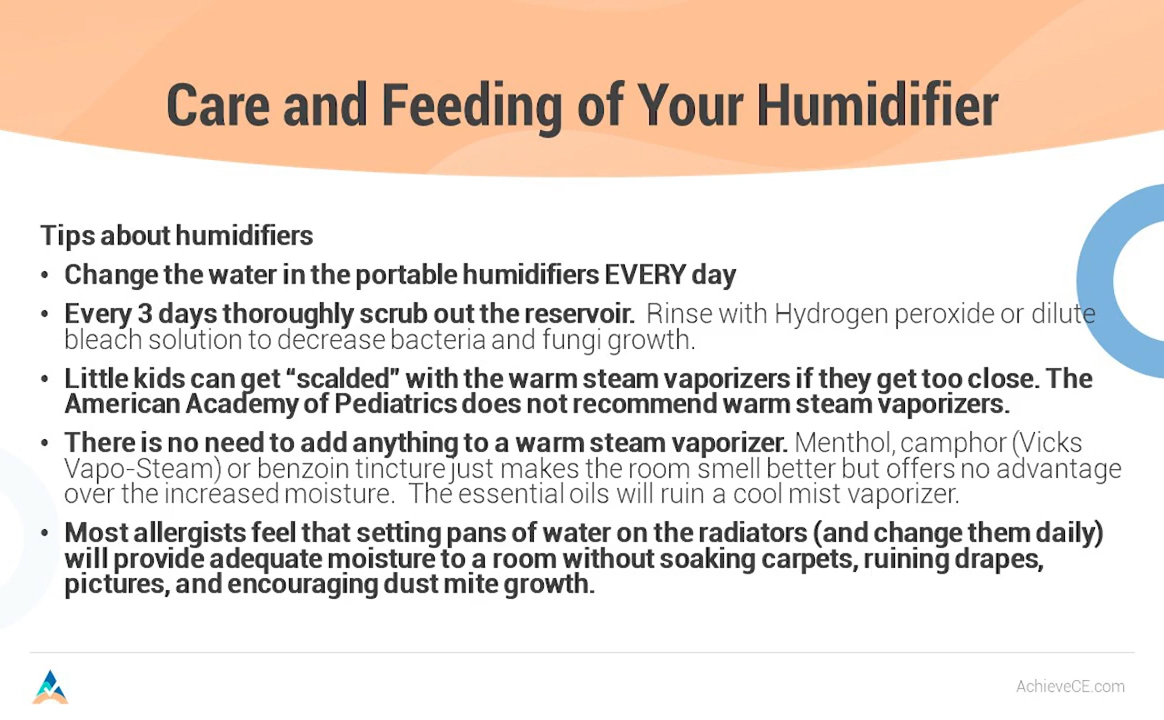 Care and Feeding of Your Humidifier
Tips about humidifiers
• Change the water in the portable humidifiers EVERY day
• Every 3 days thoroughly scrub out the reservoir. Rinse with Hydrogen peroxide or dilute
bleach solution to decrease bacteria and fungi growth.
• Little kids can get “scalded” with the warm steam vaporizers if they get too close. The
American Academy of Pediatrics does not recommend warm steam vaporizers.
• There is no need to add anything to a warm steam vaporizer. Menthol, camphor (Vicks
Vapo-Steam) or benzoin tincture just makes the room smell better but offers no advantage
over the increased moisture. The essential oils will ruin a cool mist vaporizer.
• Most allergists feel that setting pans of water on the radiators (and change them daily)
will provide adequate moisture to a room without soaking carpets, ruining drapes,
pictures, and encouraging dust mite growth.
AchieveCE.com